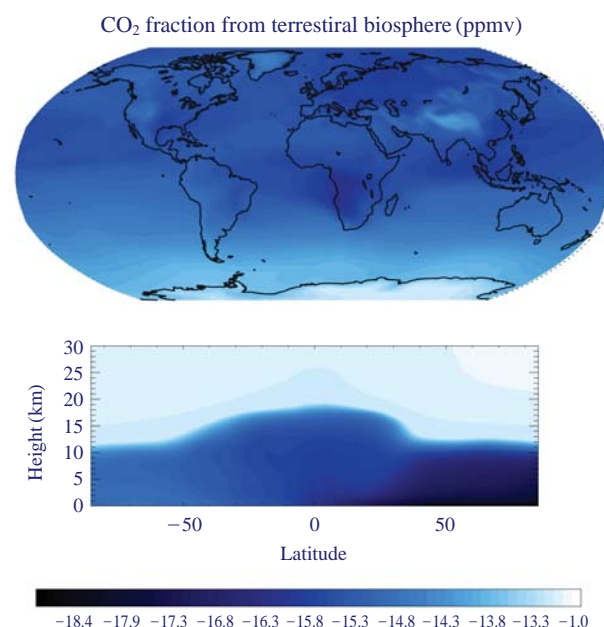 CO₂ fraction from terrestiral biosphere (ppmv)
30
25
20
15
10
5
0
Height (km)
−50 0 50
Latitude
−18.4 −17.9 −17.3 −16.8 −16.3 −15.8 −15.3 −14.8 −14.3 −13.8 −13.3 −1.0